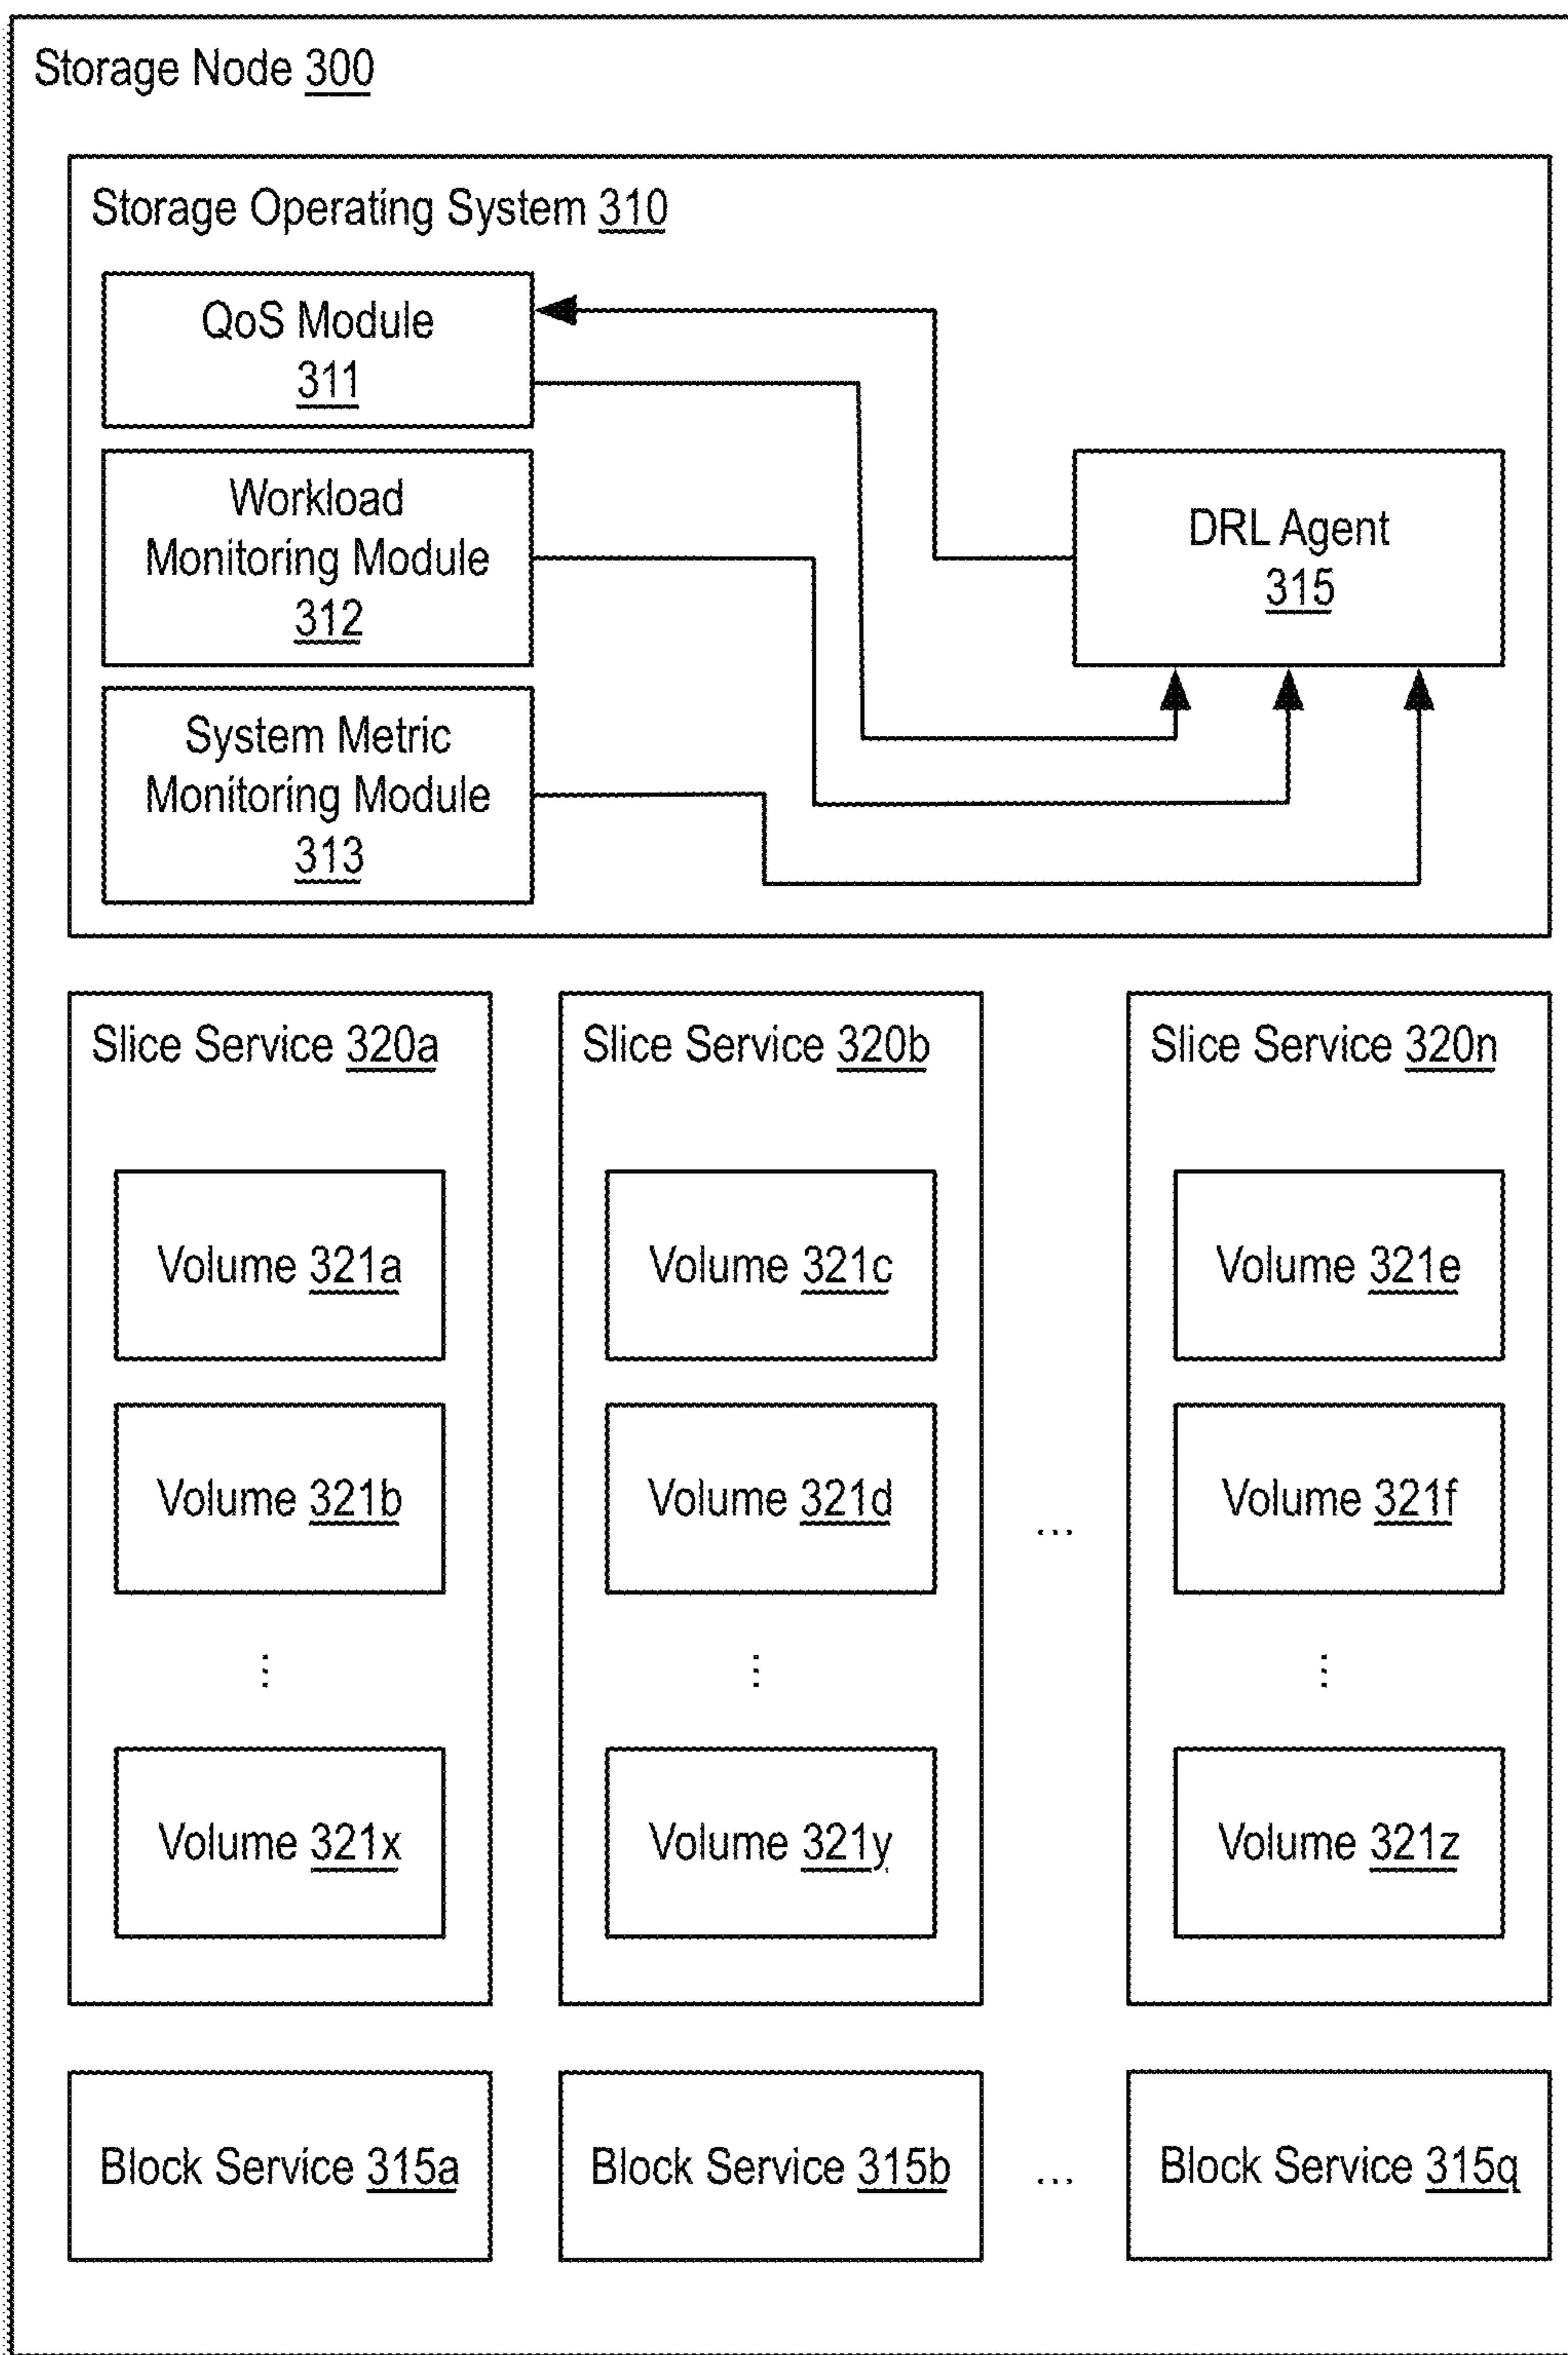 Storage Node 300
Storage Operating System 310
QoS Module
311
Workload
Monitoring Module
312
System Metric
Monitoring Module
313
DRL Agent
315
Slice Service 320a
Volume 321a
Volume 321b
⋮
Volume 321x
Slice Service 320b
Volume 321c
Volume 321d
⋮
Volume 321y
...
Slice Service 320n
Volume 321e
Volume 321f
⋮
Volume 321z
Block Service 315a
Block Service 315b
...
Block Service 315q